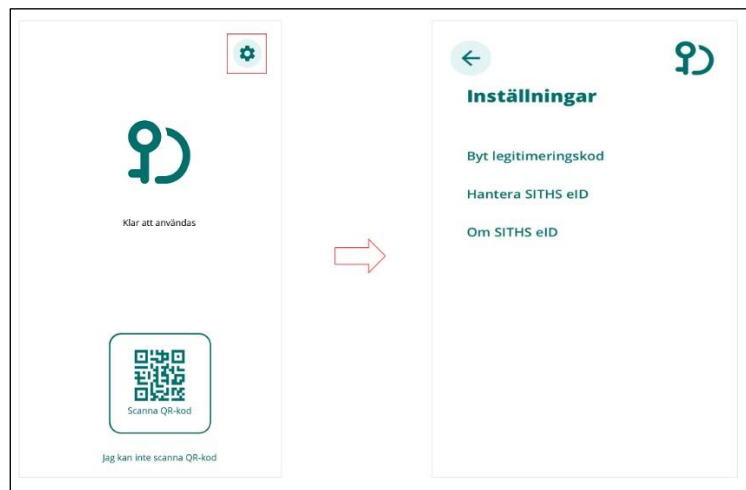 Klar att användas
Scanna QR-kod
Jag kan inte scanna QR-kod
Inställningar
Byt legitimeringskod
Hantera SITHS eID
Om SITHS eID